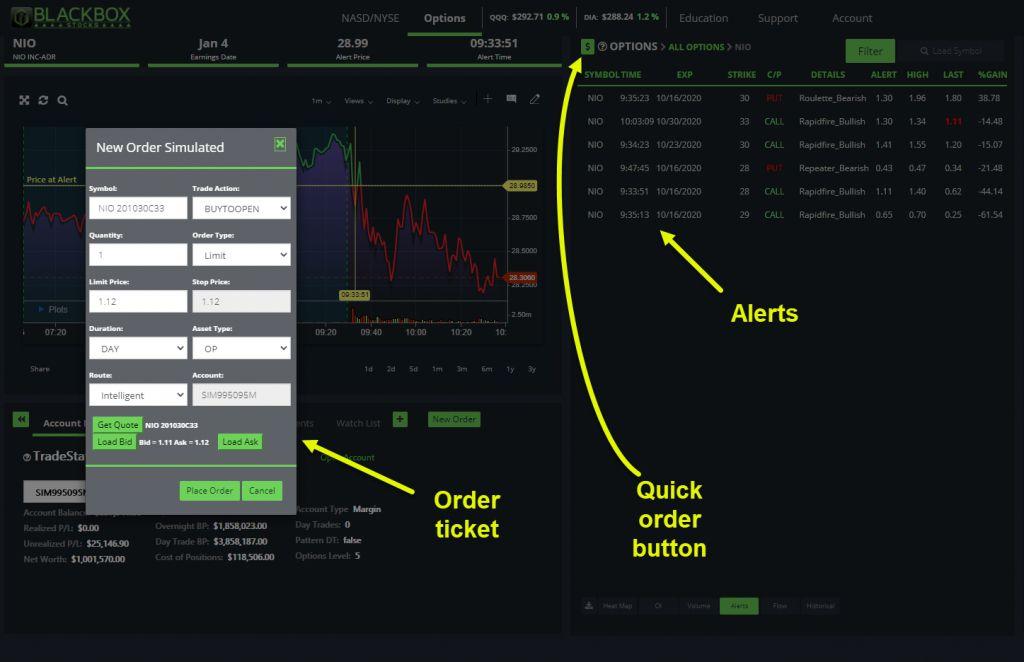 BLACKBOX
STOCKS
NASD/NYSE Options QQQ: $292.71 0.9 % DIA: $288.24 1.2 % Education Support Account
NIO Jan 4 28.99 09:33:51
NIO INC-ADR Earnings Date Alert Price Alert Time
1m Views Display Studies
Price at Alert
29.2500
28.9850
28.7500
28.5000
28.3000
28.2500
2.50m
09:33:51
Plots
07:20 09:20 09:40 10:00 10:20 10:
Share 1d 2d 5d 1m 3m 6m 1y 3y
New Order Simulated
Symbol: Trade Action:
NIO 201030C33 BUYTOOPEN
Quantity: Order Type:
1 Limit
Limit Price: Stop Price:
1.12 1.12
Duration: Asset Type:
DAY OP
Route: Account:
Intelligent SIM995095M
Get Quote NIO 201030C33
Load Bid Bid = 1.11 Ask = 1.12 Load Ask
Place Order Cancel
Account ents Watch List + New Order
TradeSta Account
SIM995095M
Account Balance: Account Type Margin
Realized P/L: $0.00 Overnight BP: $1,858,023.00 Day Trades: 0
Unrealized P/L: $25,146.90 Day Trade BP: $3,858,187.00 Pattern DT: false
Net Worth: $1,001,570.00 Cost of Positions: $118,506.00 Options Level: 5
$ OPTIONS > ALL OPTIONS > NIO Filter Load Symbol
SYMBOL TIME EXP STRIKE C/P DETAILS ALERT HIGH LAST %GAIN
NIO 9:35:23 10/16/2020 30 PUT Roulette_Bearish 1.30 1.96 1.80 38.78
NIO 10:03:09 10/30/2020 33 CALL Rapidfire_Bullish 1.30 1.34 1.11 -14.48
NIO 9:34:23 10/23/2020 30 CALL Rapidfire_Bullish 1.41 1.55 1.20 -15.07
NIO 9:47:45 10/16/2020 28 PUT Repeater_Bearish 0.43 0.47 0.34 -21.48
NIO 9:33:51 10/16/2020 28 CALL Rapidfire_Bullish 1.11 1.40 0.62 -44.14
NIO 9:35:13 10/16/2020 29 CALL Rapidfire_Bullish 0.65 0.70 0.25 -61.54
Alerts
Order
ticket
Quick
order
button
Heat Map OI Volume Alerts Flow Historical